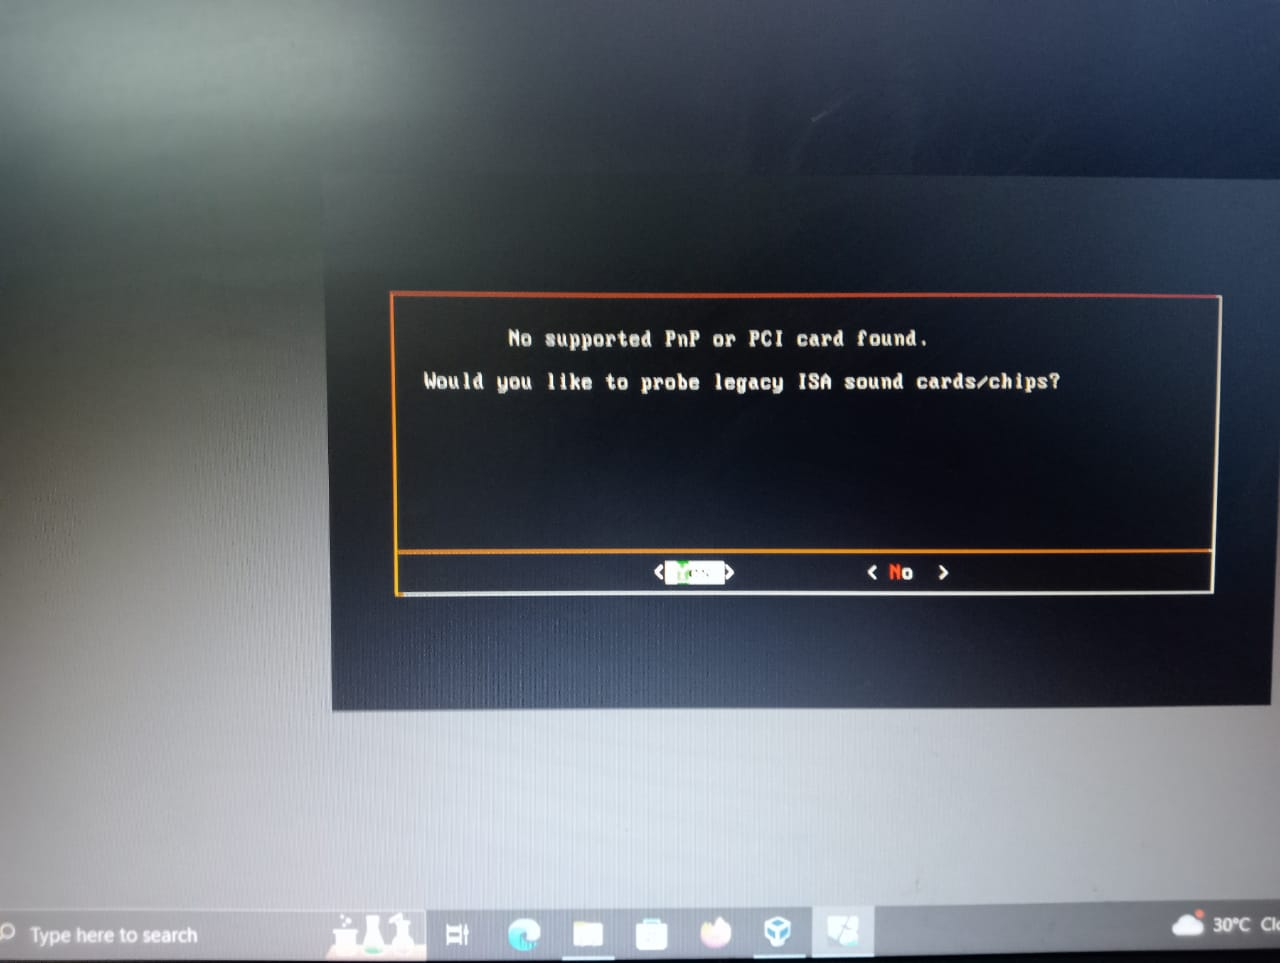 No supported PnP or PCI card found.
Would you like to probe legacy ISA sound cards/chips?
<Yes> < No >
Type here to search
30°C